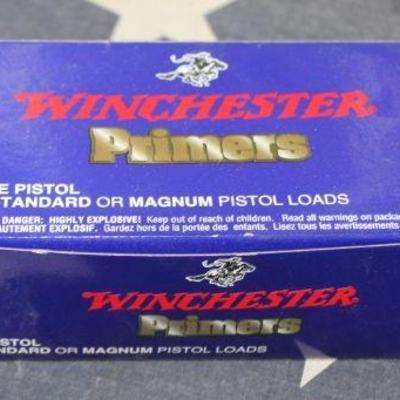 WINCHESTER
Primers
E PISTOL
STANDARD OR MAGNUM PISTOL LOADS
DANGER: HIGHLY EXPLOSIVE! Keep out of reach of children. Read all warnings on packa
AUTEMENT EXPLOSIF. Gardez hors de la portée des enfants. Lisez tous les avertissements
WINCHESTER
Primers
STOL
NDARD OR MAGNUM PISTOL LOADS